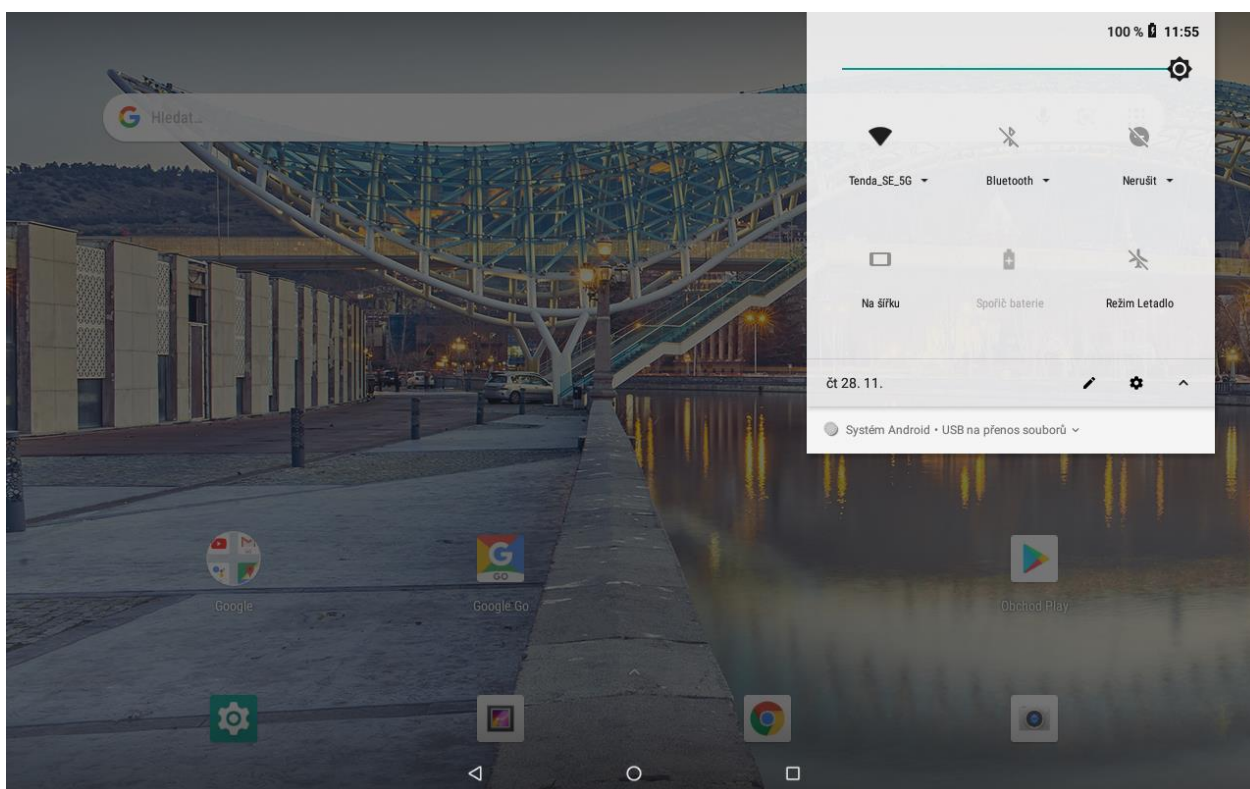 100 % 11:55
Hledat…
Tenda_SE_5G
Bluetooth
Nerušit
Na šířku
Spořič baterie
Režim Letadlo
čt 28. 11.
Systém Android • USB na přenos souborů
Google
Google Go
Obchod Play
GO